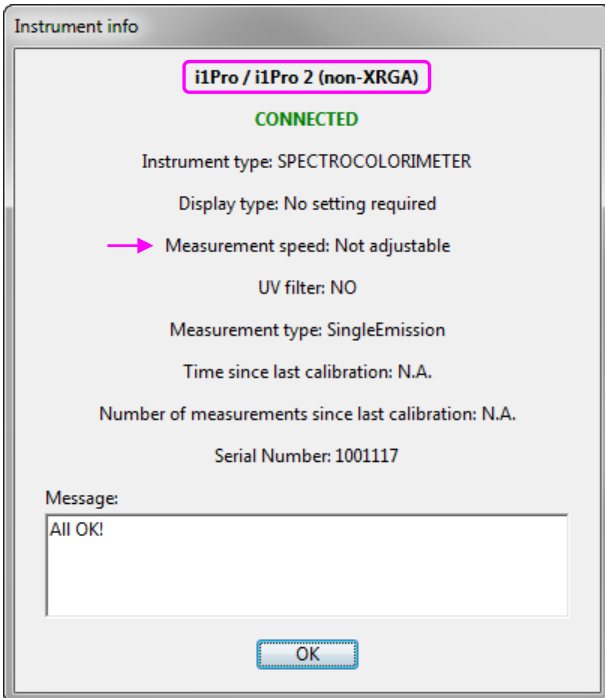 Instrument info
i1Pro / i1Pro 2 (non-XRGA)
CONNECTED
Instrument type: SPECTROCOLORIMETER
Display type: No setting required
Measurement speed: Not adjustable
UV filter: NO
Measurement type: SingleEmission
Time since last calibration: N.A.
Number of measurements since last calibration: N.A.
Serial Number: 1001117
Message:
All OK!
OK